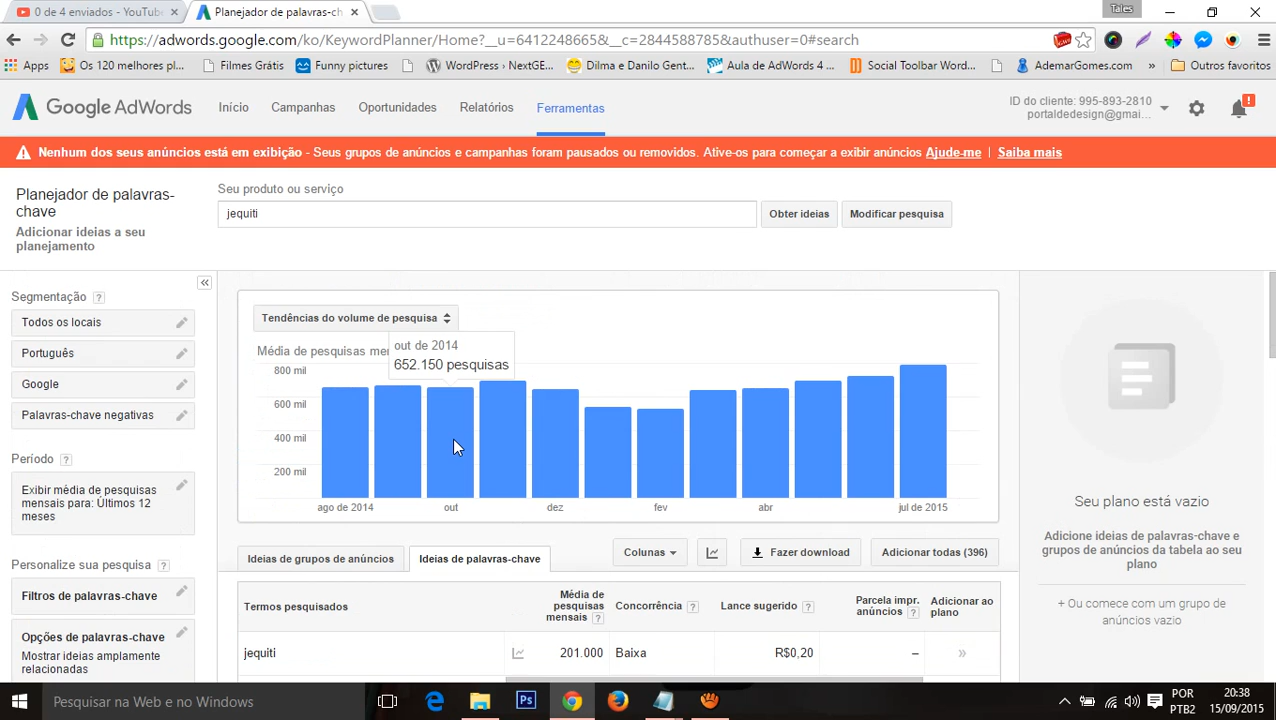 0 de 4 enviados - YouTube
Planejador de palavras-ch
Tales
https://adwords.google.com/ko/KeywordPlanner/Home?__u=6412248665&__c=2844588785&authuser=0#search
Apps
Os 120 melhores pl...
Filmes Grátis
Funny pictures
WordPress › NextGE...
Dilma e Danilo Gent...
Aula de AdWords 4 ...
Social Toolbar Word...
AdemarGomes.com
»
Outros favoritos
Google AdWords
Início
Campanhas
Oportunidades
Relatórios
Ferramentas
ID do cliente: 995-893-2810
portaldedesign@gmai...
!
Nenhum dos seus anúncios está em exibição - Seus grupos de anúncios e campanhas foram pausados ou removidos. Ative-os para começar a exibir anúncios Ajude-me | Saiba mais
Planejador de palavras-
chave
Adicionar ideias a seu
planejamento
Seu produto ou serviço
jequiti
Obter ideias
Modificar pesquisa
«
Segmentação ?
Todos os locais
Português
Google
Palavras-chave negativas
Período ?
Exibir média de pesquisas
mensais para: Últimos 12
meses
Personalize sua pesquisa ?
Filtros de palavras-chave
Opções de palavras-chave
Mostrar ideias amplamente
relacionadas
Tendências do volume de pesquisa
Média de pesquisas men
out de 2014
652.150 pesquisas
800 mil
600 mil
400 mil
200 mil
ago de 2014
out
dez
fev
abr
jul de 2015
Ideias de grupos de anúncios
Ideias de palavras-chave
Colunas
Fazer download
Adicionar todas (396)
Termos pesquisados
Média de
pesquisas
mensais ?
Concorrência ?
Lance sugerido ?
Parcela impr.
anúncios ?
Adicionar ao
plano
jequiti
201.000
Baixa
R$0,20
–
»
Seu plano está vazio
Adicione ideias de palavras-chave e
grupos de anúncios da tabela ao seu
plano
+ Ou comece com um grupo de
anúncios vazio
Pesquisar na Web e no Windows
Ps
POR
PTB2
20:38
15/09/2015